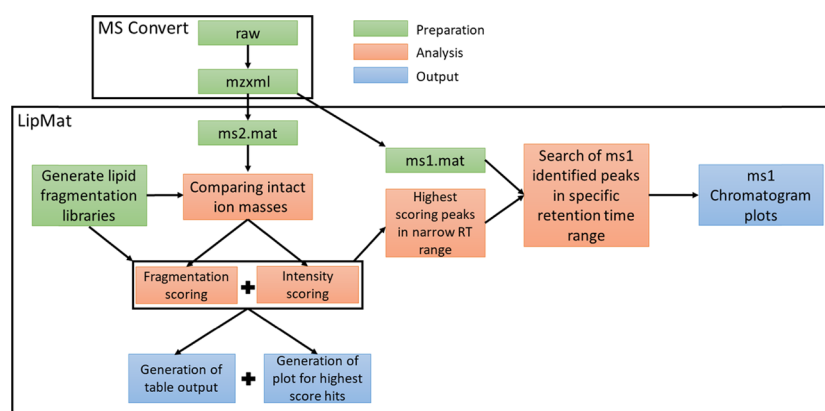 MS Convert
raw
mzxml
Preparation
Analysis
Output
LipMat
ms2.mat
ms1.mat
Generate lipid
fragmentation
libraries
Comparing intact
ion masses
Highest
scoring peaks
in narrow RT
range
Search of ms1
identified peaks
in specific
retention time
range
ms1
Chromatogram
plots
Fragmentation
scoring
+
Intensity
scoring
Generation of
table output
+
Generation of
plot for highest
score hits